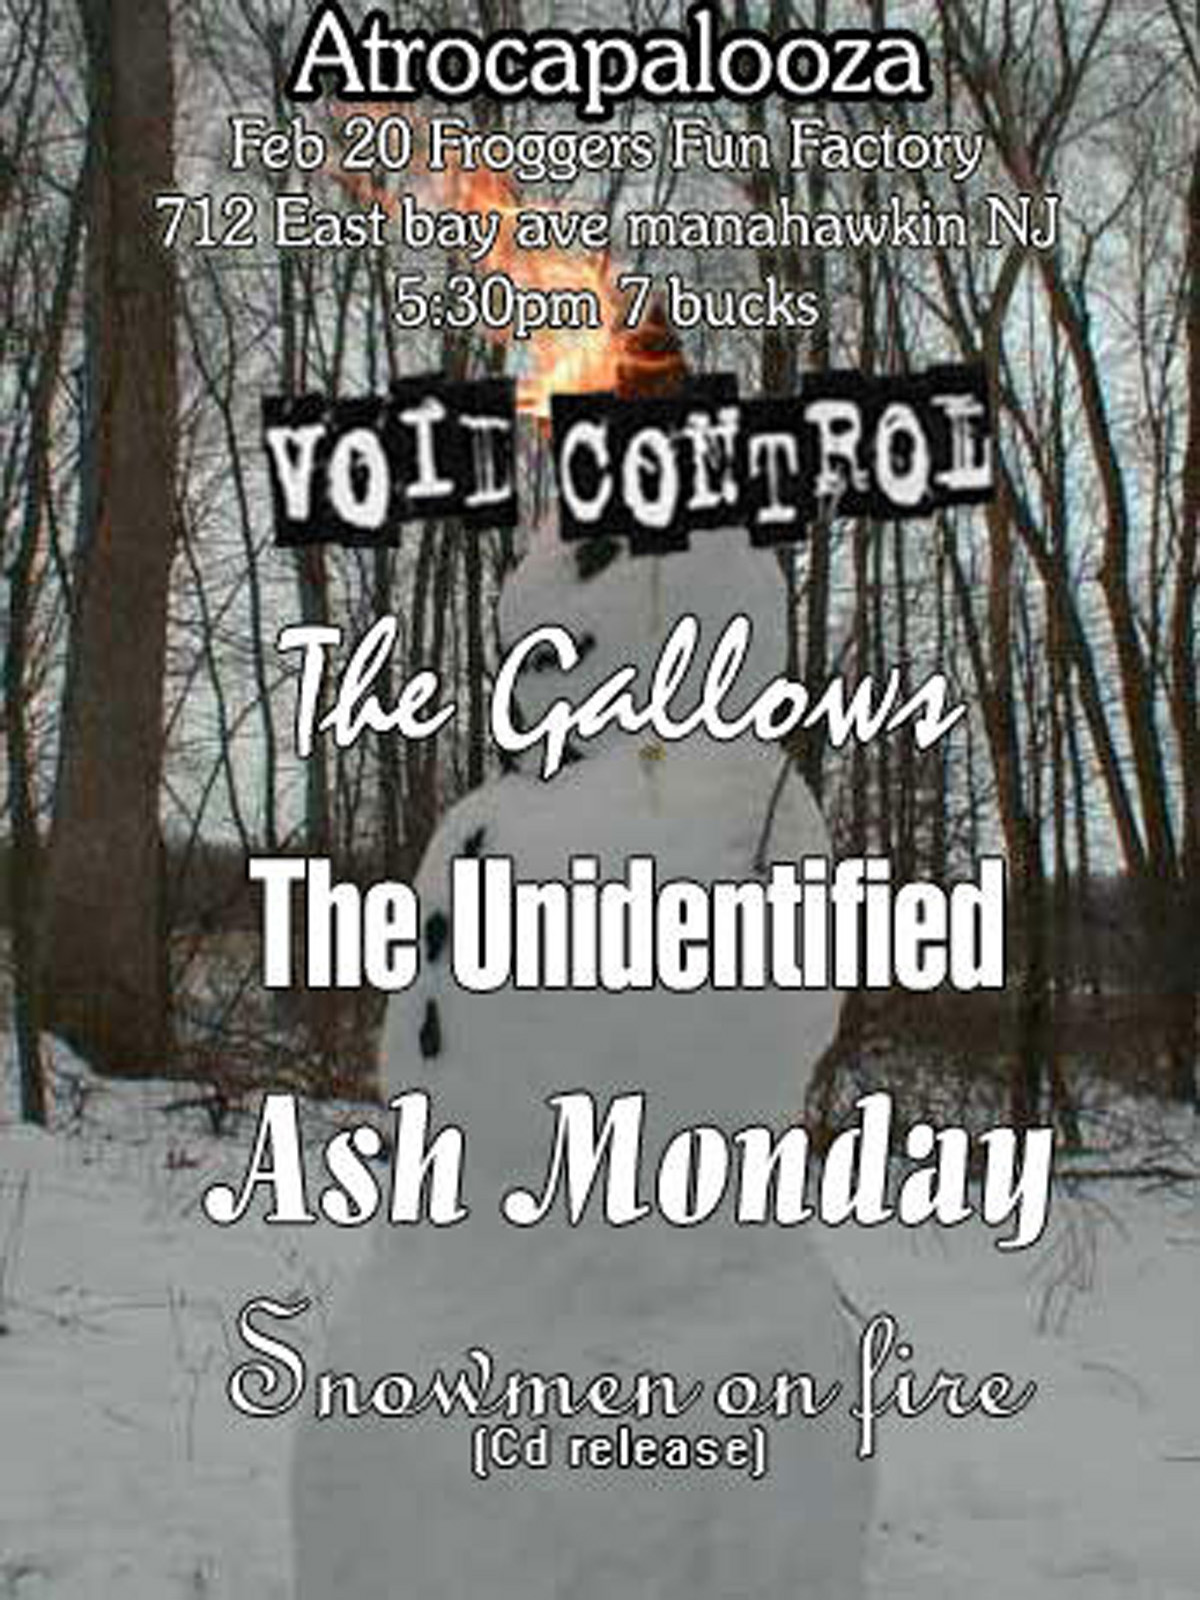 Atrocapalooza
Feb 20 Froggers Fun Factory
712 East bay ave manahawkin NJ
5:30pm 7 bucks
VOID CONTROL
The Gallows
The Unidentified
Ash Monday
Snowmen on fire
(Cd release)